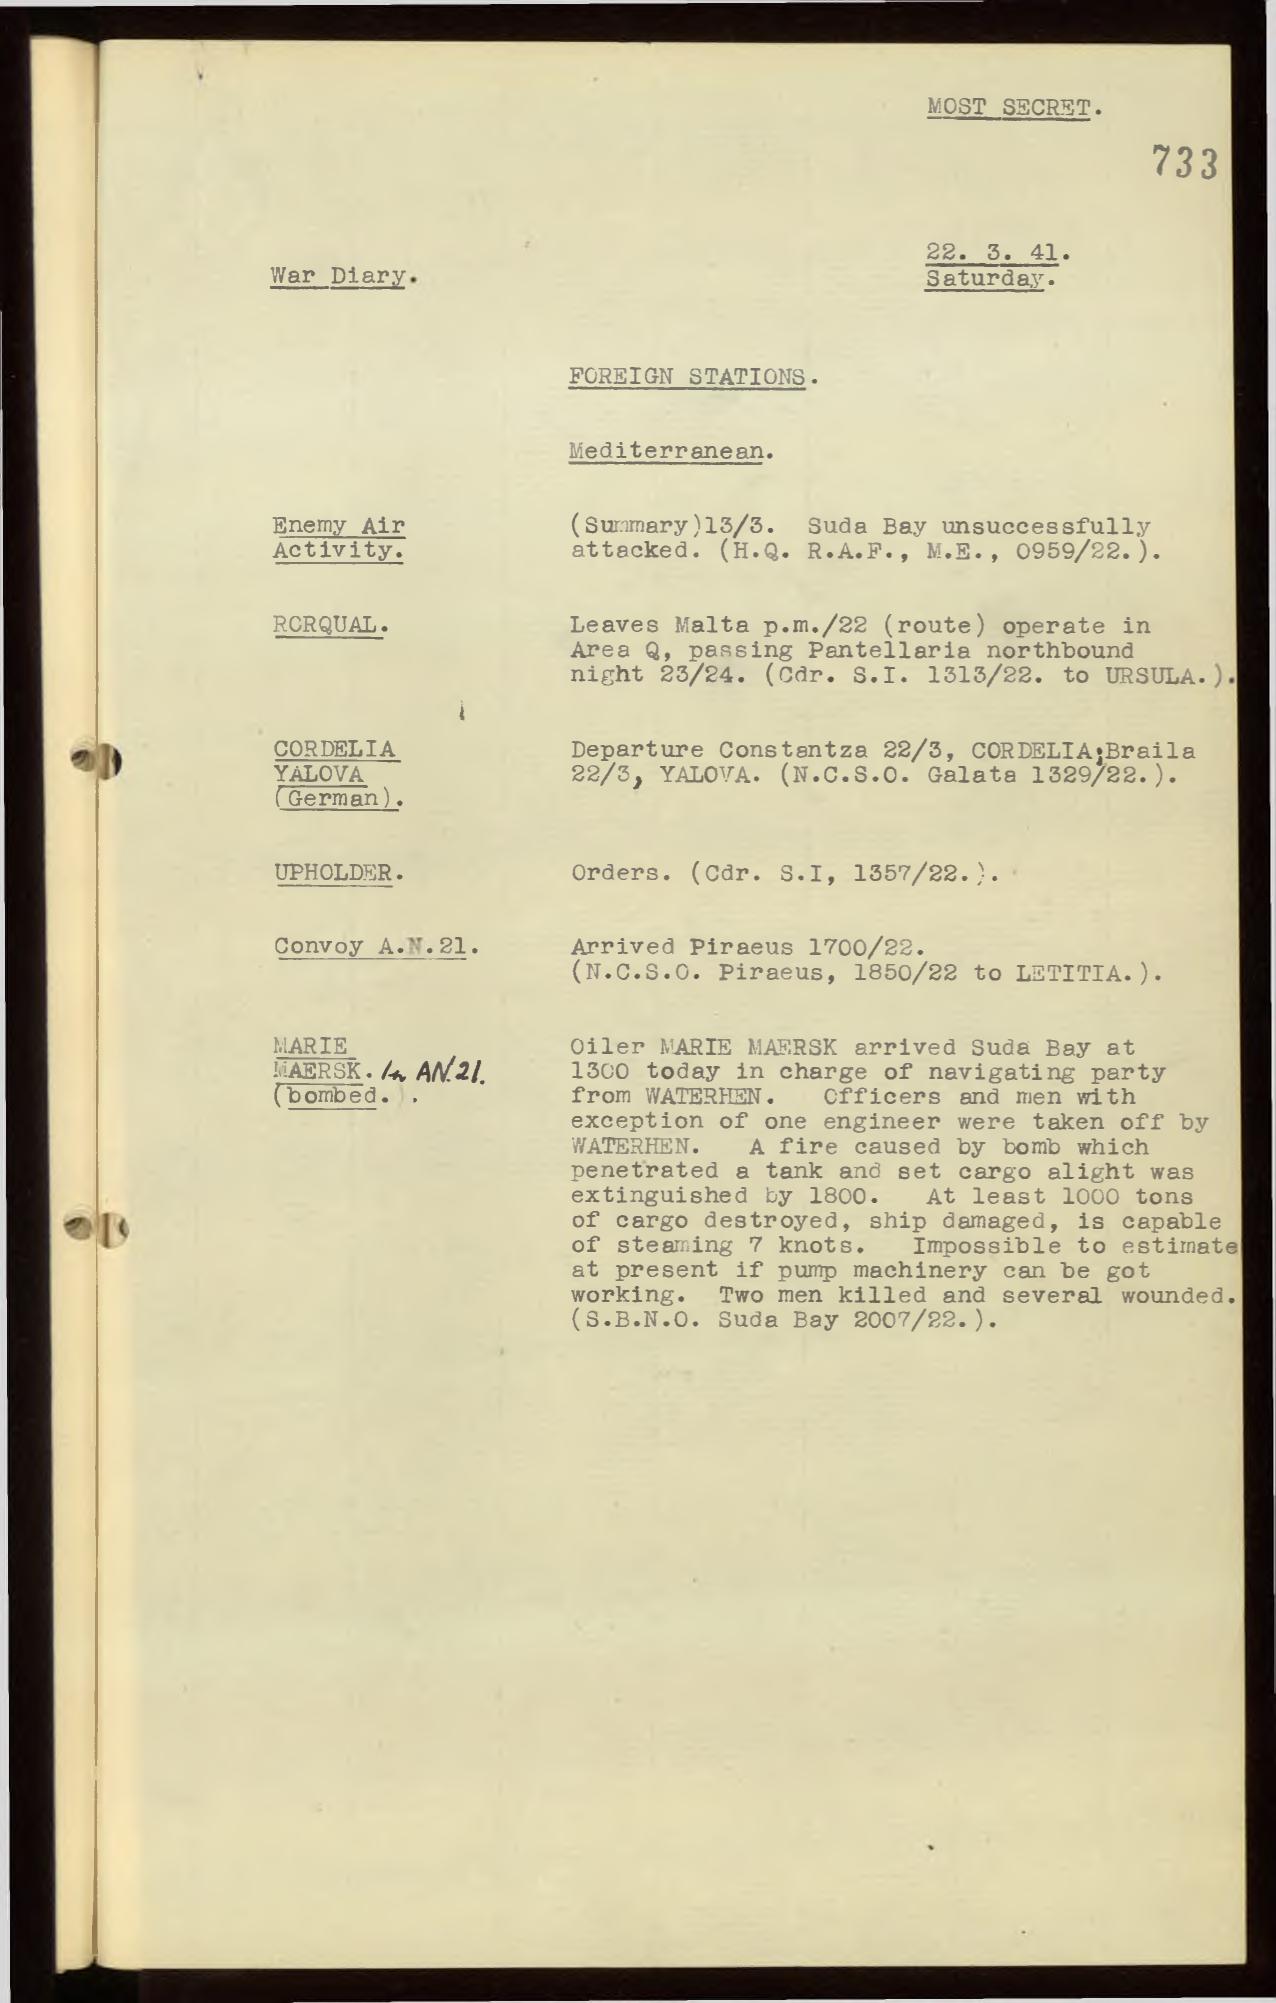 MOST SECRET.
733
22. 3. 41.
War Diary.
Saturday.
FOREIGN STATIONS.
Mediterranean.
Enemy Air
Activity.
(Summary)13/3. Suda Bay unsuccessfully
attacked. (H.Q. R.A.F., M.E., 0959/22.).
RORQUAL.
Leaves Malta p.m./22 (route) operate in
Area Q, passing Pantellaria northbound
night 23/24. (Cdr. S.I. 1313/22. to URSULA.).
CORDELIA
YALOVA
(German).
Departure Constantza 22/3, CORDELIA;Braila
22/3, YALOVA. (N.C.S.O. Galata 1329/22.).
UPHOLDER.
Orders. (Cdr. S.I, 1357/22.).
Convoy A.N.21.
Arrived Piraeus 1700/22.
(N.C.S.O. Piraeus, 1850/22 to LETITIA.).
MARIE
MAERSK. In AN.21.
(bombed. ).
Oiler MARIE MAERSK arrived Suda Bay at
1300 today in charge of navigating party
from WATERHEN. Officers and men with
exception of one engineer were taken off by
WATERHEN. A fire caused by bomb which
penetrated a tank and set cargo alight was
extinguished by 1800. At least 1000 tons
of cargo destroyed, ship damaged, is capable
of steaming 7 knots. Impossible to estimate
at present if pump machinery can be got
working. Two men killed and several wounded.
(S.B.N.O. Suda Bay 2007/22.).